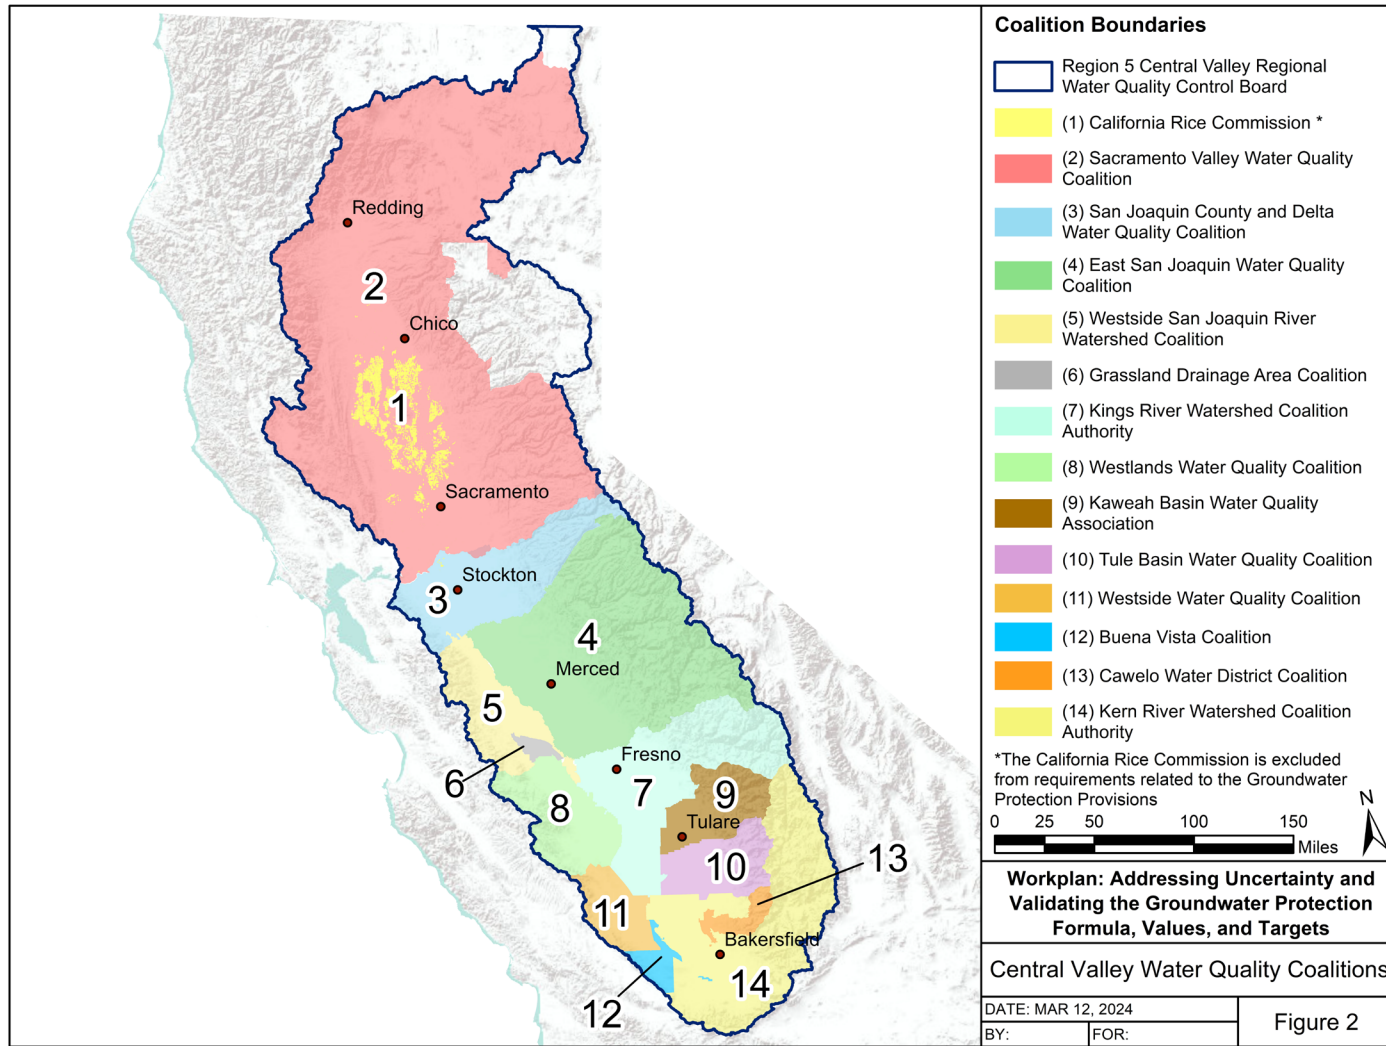 Redding
2
Chico
1
Sacramento
Stockton
3
4
Merced
5
6
Fresno
7
8
9
Tulare
10
13
11
Bakersfield
12
14
Coalition Boundaries
Region 5 Central Valley Regional
Water Quality Control Board
(1) California Rice Commission *
(2) Sacramento Valley Water Quality
Coalition
(3) San Joaquin County and Delta
Water Quality Coalition
(4) East San Joaquin Water Quality
Coalition
(5) Westside San Joaquin River
Watershed Coalition
(6) Grassland Drainage Area Coalition
(7) Kings River Watershed Coalition
Authority
(8) Westlands Water Quality Coalition
(9) Kaweah Basin Water Quality
Association
(10) Tule Basin Water Quality Coalition
(11) Westside Water Quality Coalition
(12) Buena Vista Coalition
(13) Cawelo Water District Coalition
(14) Kern River Watershed Coalition
Authority
*The California Rice Commission is excluded
from requirements related to the Groundwater
Protection Provisions
N
0 25 50 100 150
Miles
Workplan: Addressing Uncertainty and
Validating the Groundwater Protection
Formula, Values, and Targets
Central Valley Water Quality Coalitions
DATE: MAR 12, 2024
BY: FOR:
Figure 2